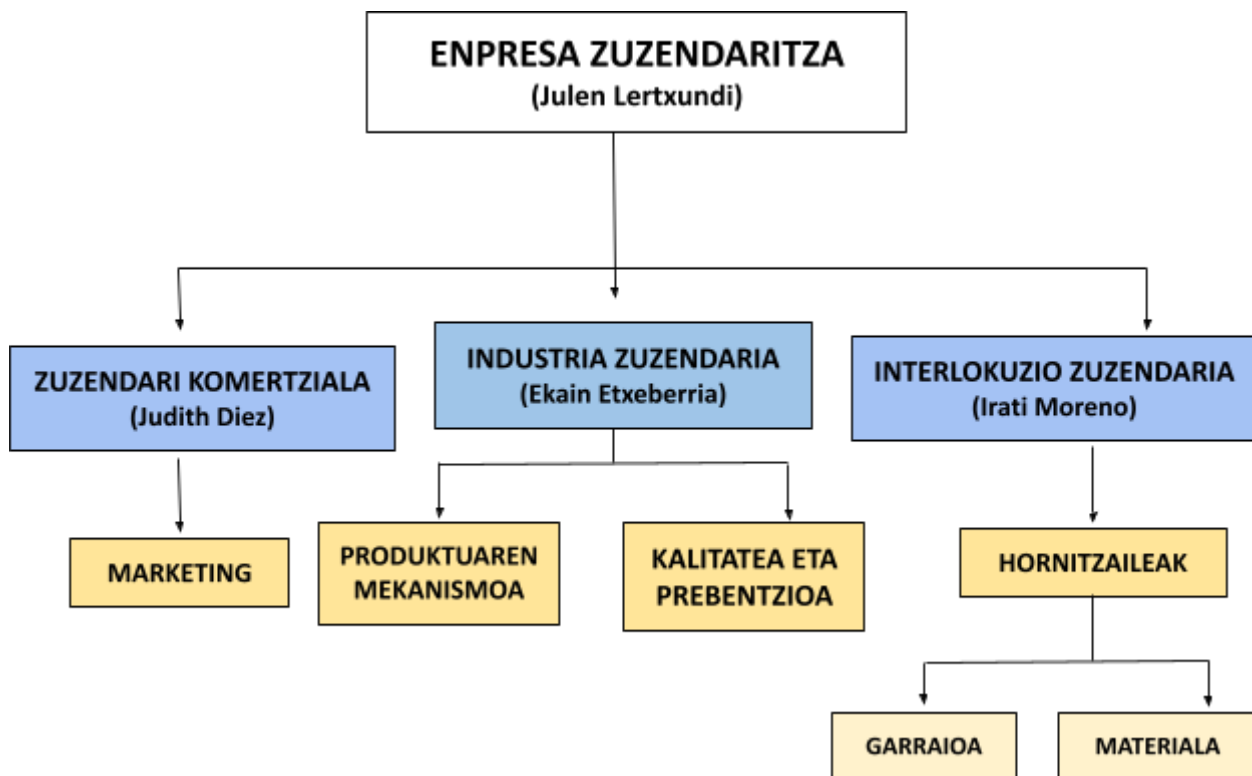 ENPRESA ZUZENDARITZA
(Julen Lertxundi)
ZUZENDARI KOMERTZIALA
(Judith Diez)
INDUSTRIA ZUZENDARIA
(Ekain Etxeberria)
INTERLOKUZIO ZUZENDARIA
(Irati Moreno)
MARKETING
PRODUKTUAREN
MEKANISMOA
KALITATEA ETA
PREBENTZIOA
HORNITZAILEAK
GARRAIOA
MATERIALA